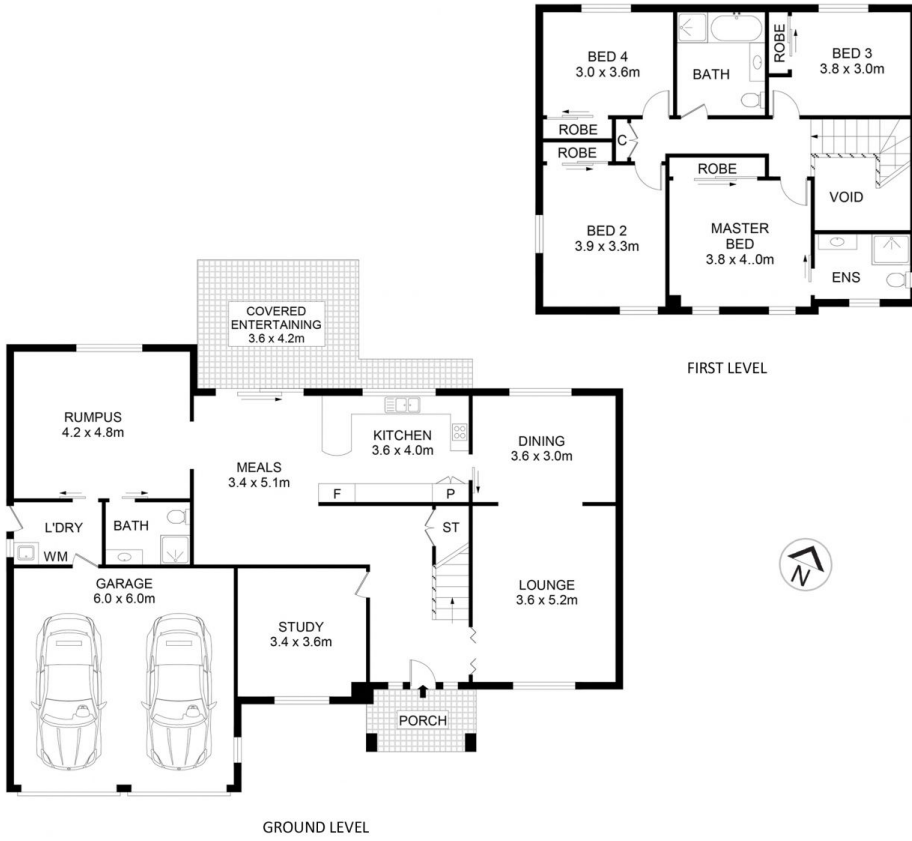 BED 4
3.0 x 3.6m
ROBE
BATH
ROBE
BED 3
3.8 x 3.0m
C
ROBE
BED 2
3.9 x 3.3m
ROBE
MASTER
BED
3.8 x 4..0m
VOID
ENS
FIRST LEVEL
COVERED
ENTERTAINING
3.6 x 4.2m
RUMPUS
4.2 x 4.8m
MEALS
3.4 x 5.1m
KITCHEN
3.6 x 4.0m
F
P
DINING
3.6 x 3.0m
L'DRY
WM
BATH
ST
LOUNGE
3.6 x 5.2m
GARAGE
6.0 x 6.0m
STUDY
3.4 x 3.6m
PORCH
N
GROUND LEVEL